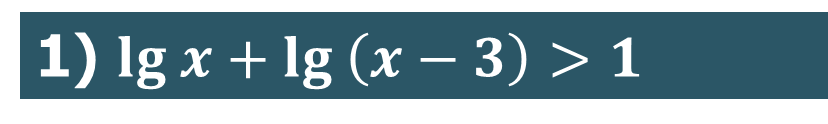 1) lg x + lg (x − 3) > 1